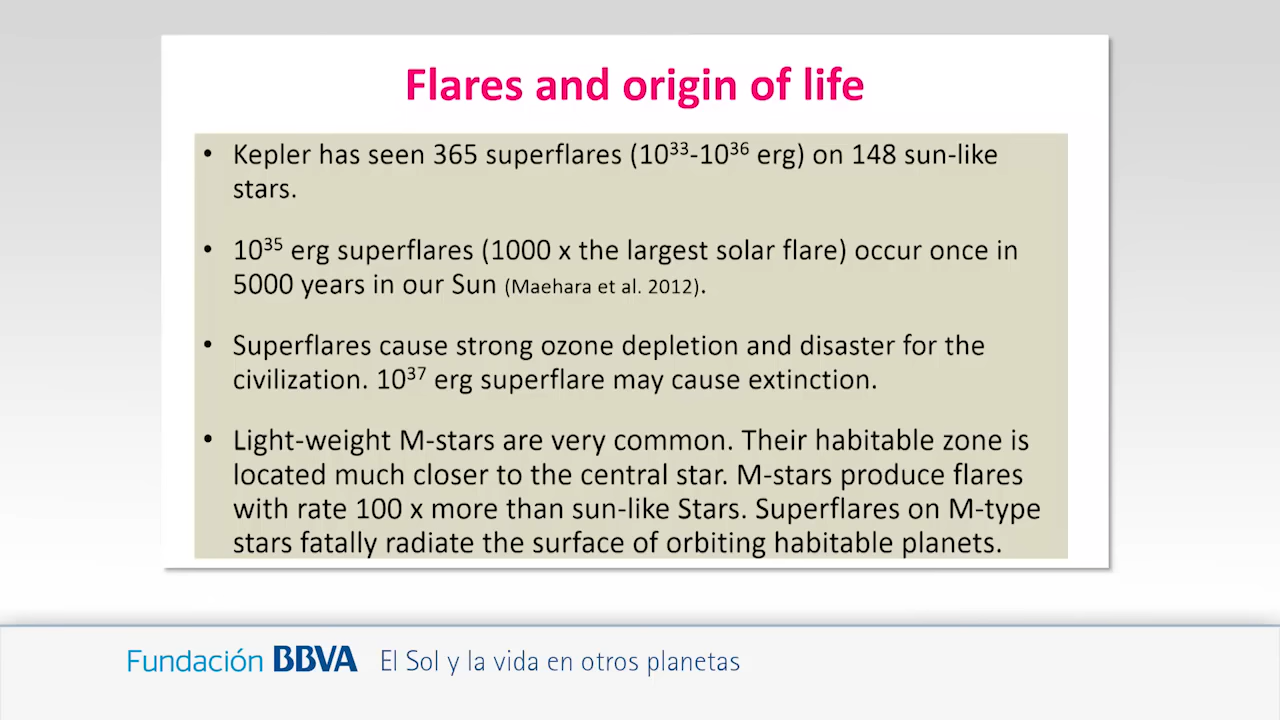 Flares and origin of life
• Kepler has seen 365 superflares (10³³-10³⁶ erg) on 148 sun-like
stars.
• 10³⁵ erg superflares (1000 x the largest solar flare) occur once in
5000 years in our Sun (Maehara et al. 2012).
• Superflares cause strong ozone depletion and disaster for the
civilization. 10³⁷ erg superflare may cause extinction.
• Light-weight M-stars are very common. Their habitable zone is
located much closer to the central star. M-stars produce flares
with rate 100 x more than sun-like Stars. Superflares on M-type
stars fatally radiate the surface of orbiting habitable planets.
Fundación BBVA El Sol y la vida en otros planetas